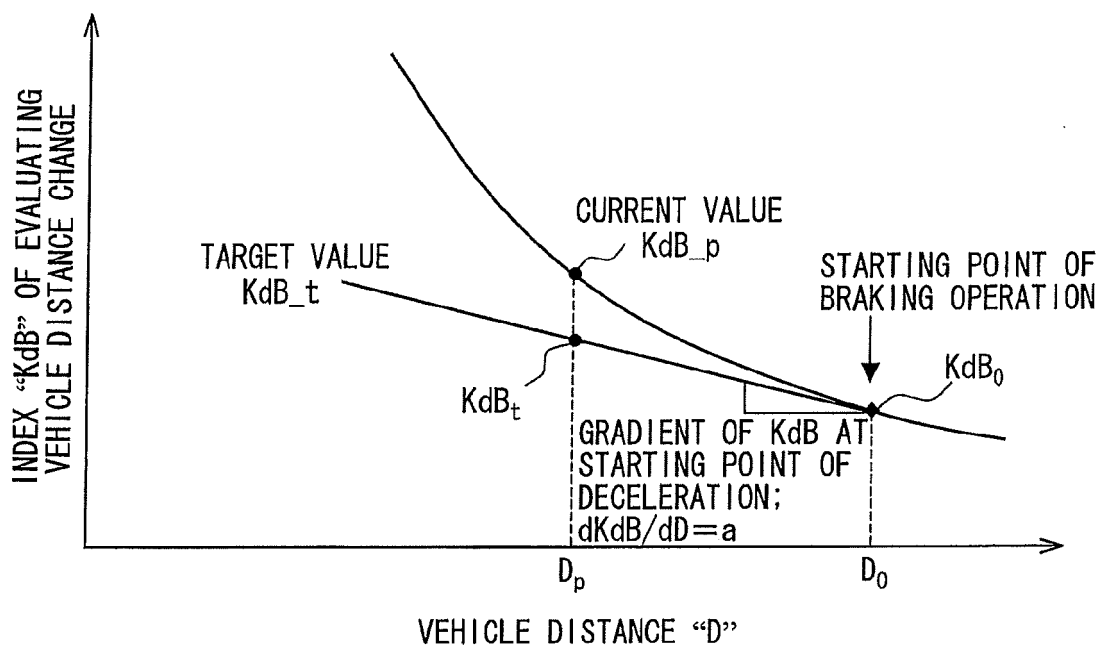 INDEX “KdB” OF EVALUATING
VEHICLE DISTANCE CHANGE
CURRENT VALUE
KdB_p
TARGET VALUE
KdB_t
STARTING POINT OF
BRAKING OPERATION
KdB₀
KdBₜ
GRADIENT OF KdB AT
STARTING POINT OF
DECELERATION;
dKdB/dD=a
Dₚ
D₀
VEHICLE DISTANCE “D”